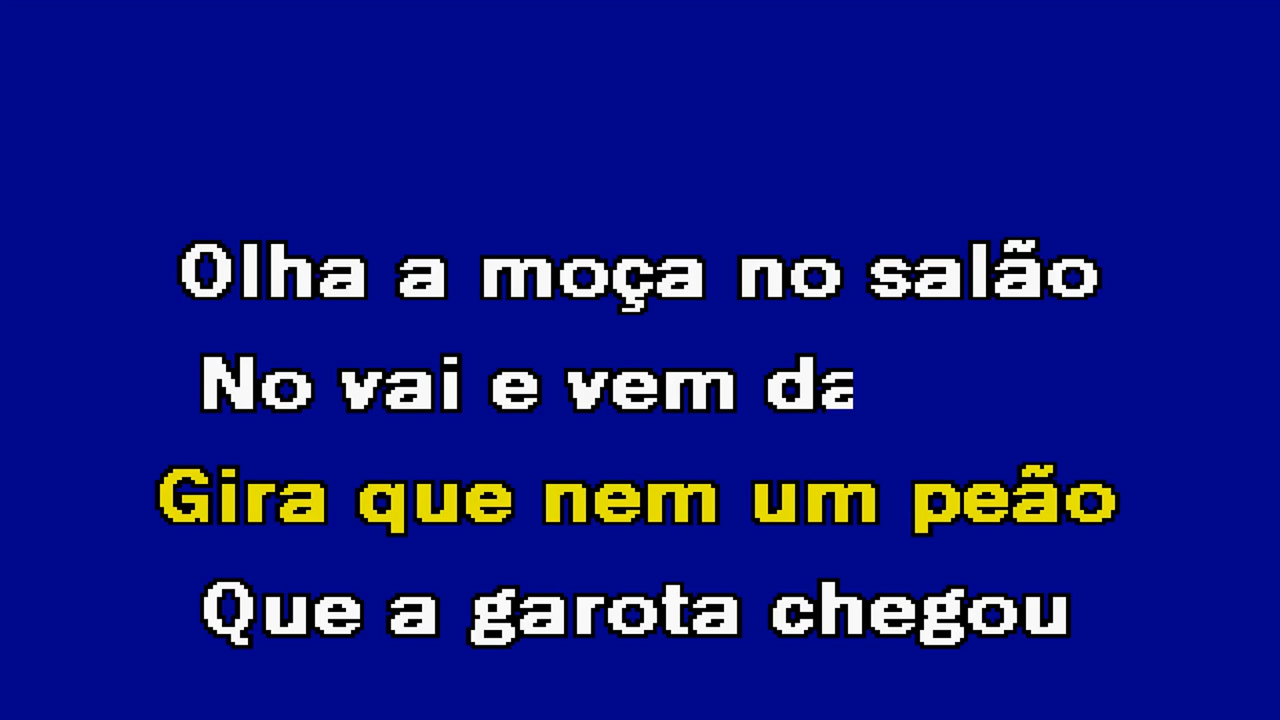 Olha a moça no salão
No vai e vem da
Gira que nem um peão
Que a garota chegou